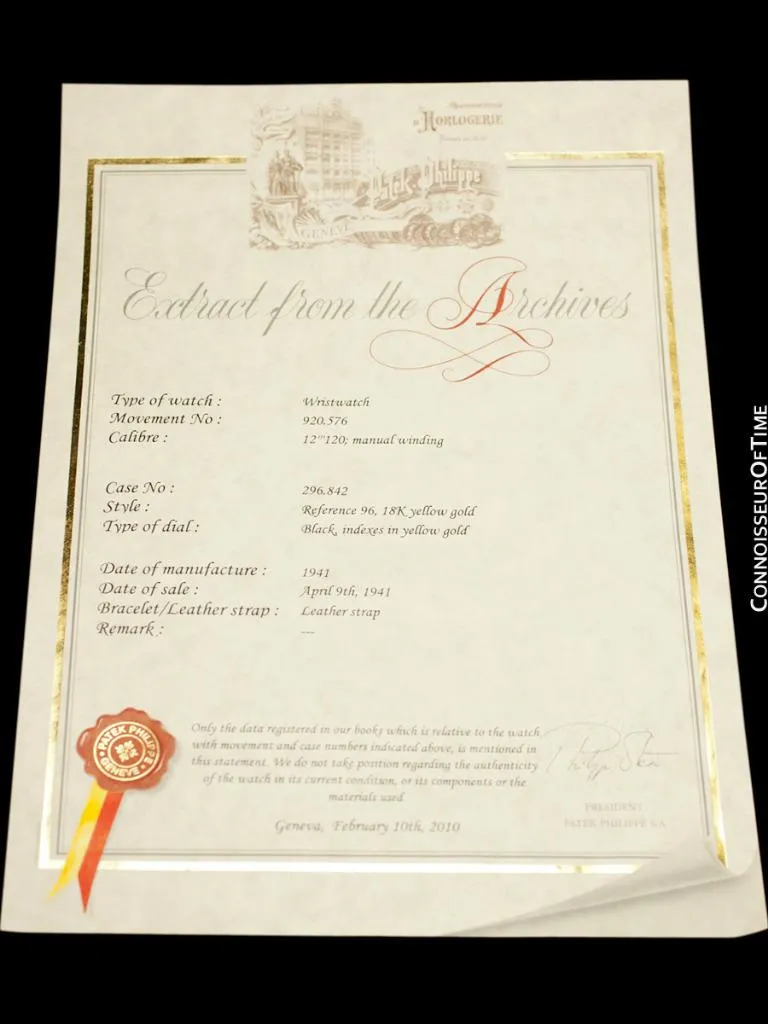 HORLOGERIE
Patek Philippe
GENÈVE
Extract from the Archives
Type of watch : Wristwatch
Movement No : 920.576
Calibre : 12'''120; manual winding
Case No : 296.842
Style : Reference 96, 18K yellow gold
Type of dial : Black, indexes in yellow gold
Date of manufacture : 1941
Date of sale : April 9th, 1941
Bracelet/Leather strap : Leather strap
Remark : ---
PATEK PHILIPPE
GENEVE
Only the data registered in our books which is relative to the watch
with movement and case numbers indicated above, is mentioned in
this statement. We do not take position regarding the authenticity
of the watch in its current condition, or its components or the
materials used.
Geneva, February 10th, 2010
PRESIDENT
PATEK PHILIPPE SA
CONNOISSEUROFTIME